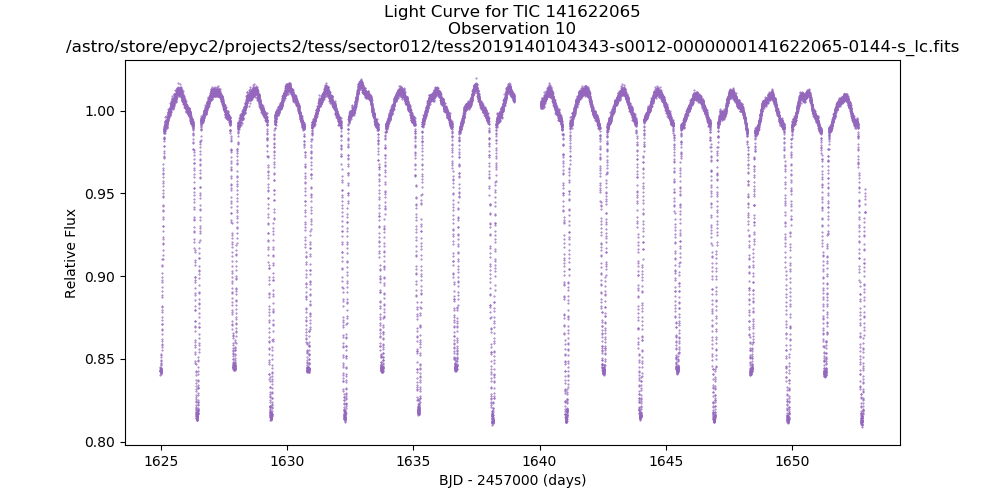 Light Curve for TIC 141622065
Observation 10
/astro/store/epyc2/projects2/tess/sector012/tess2019140104343-s0012-0000000141622065-0144-s_lc.fits
1.00
0.95
0.90
0.85
0.80
Relative Flux
1625 1630 1635 1640 1645 1650
BJD - 2457000 (days)